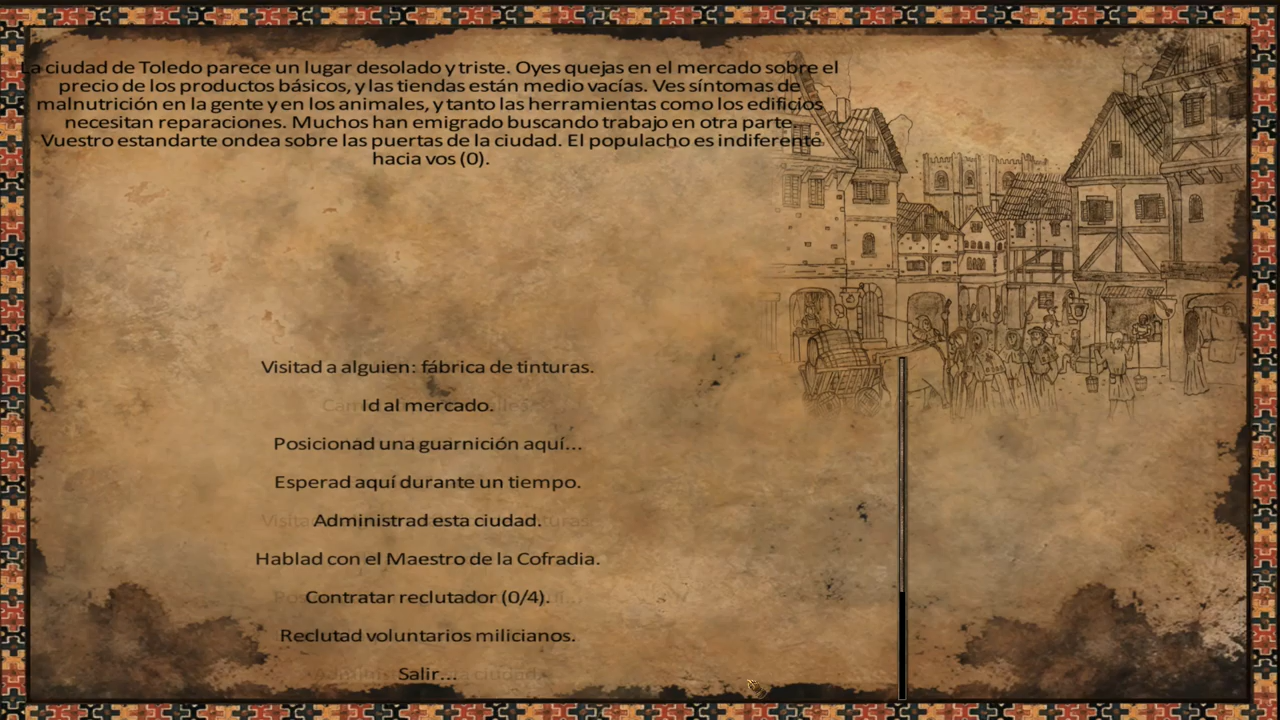 La ciudad de Toledo parece un lugar desolado y triste. Oyes quejas en el mercado sobre el
precio de los productos básicos, y las tiendas están medio vacías. Ves síntomas de
malnutrición en la gente y en los animales, y tanto las herramientas como los edificios
necesitan reparaciones. Muchos han emigrado buscando trabajo en otra parte.
Vuestro estandarte ondea sobre las puertas de la ciudad. El populacho es indiferente
hacia vos (0).
Visitad a alguien: fábrica de tinturas.
Id al mercado.
Posicionad una guarnición aquí...
Esperad aquí durante un tiempo.
Administrad esta ciudad.
Hablad con el Maestro de la Cofradia.
Contratar reclutador (0/4).
Reclutad voluntarios milicianos.
Salir...